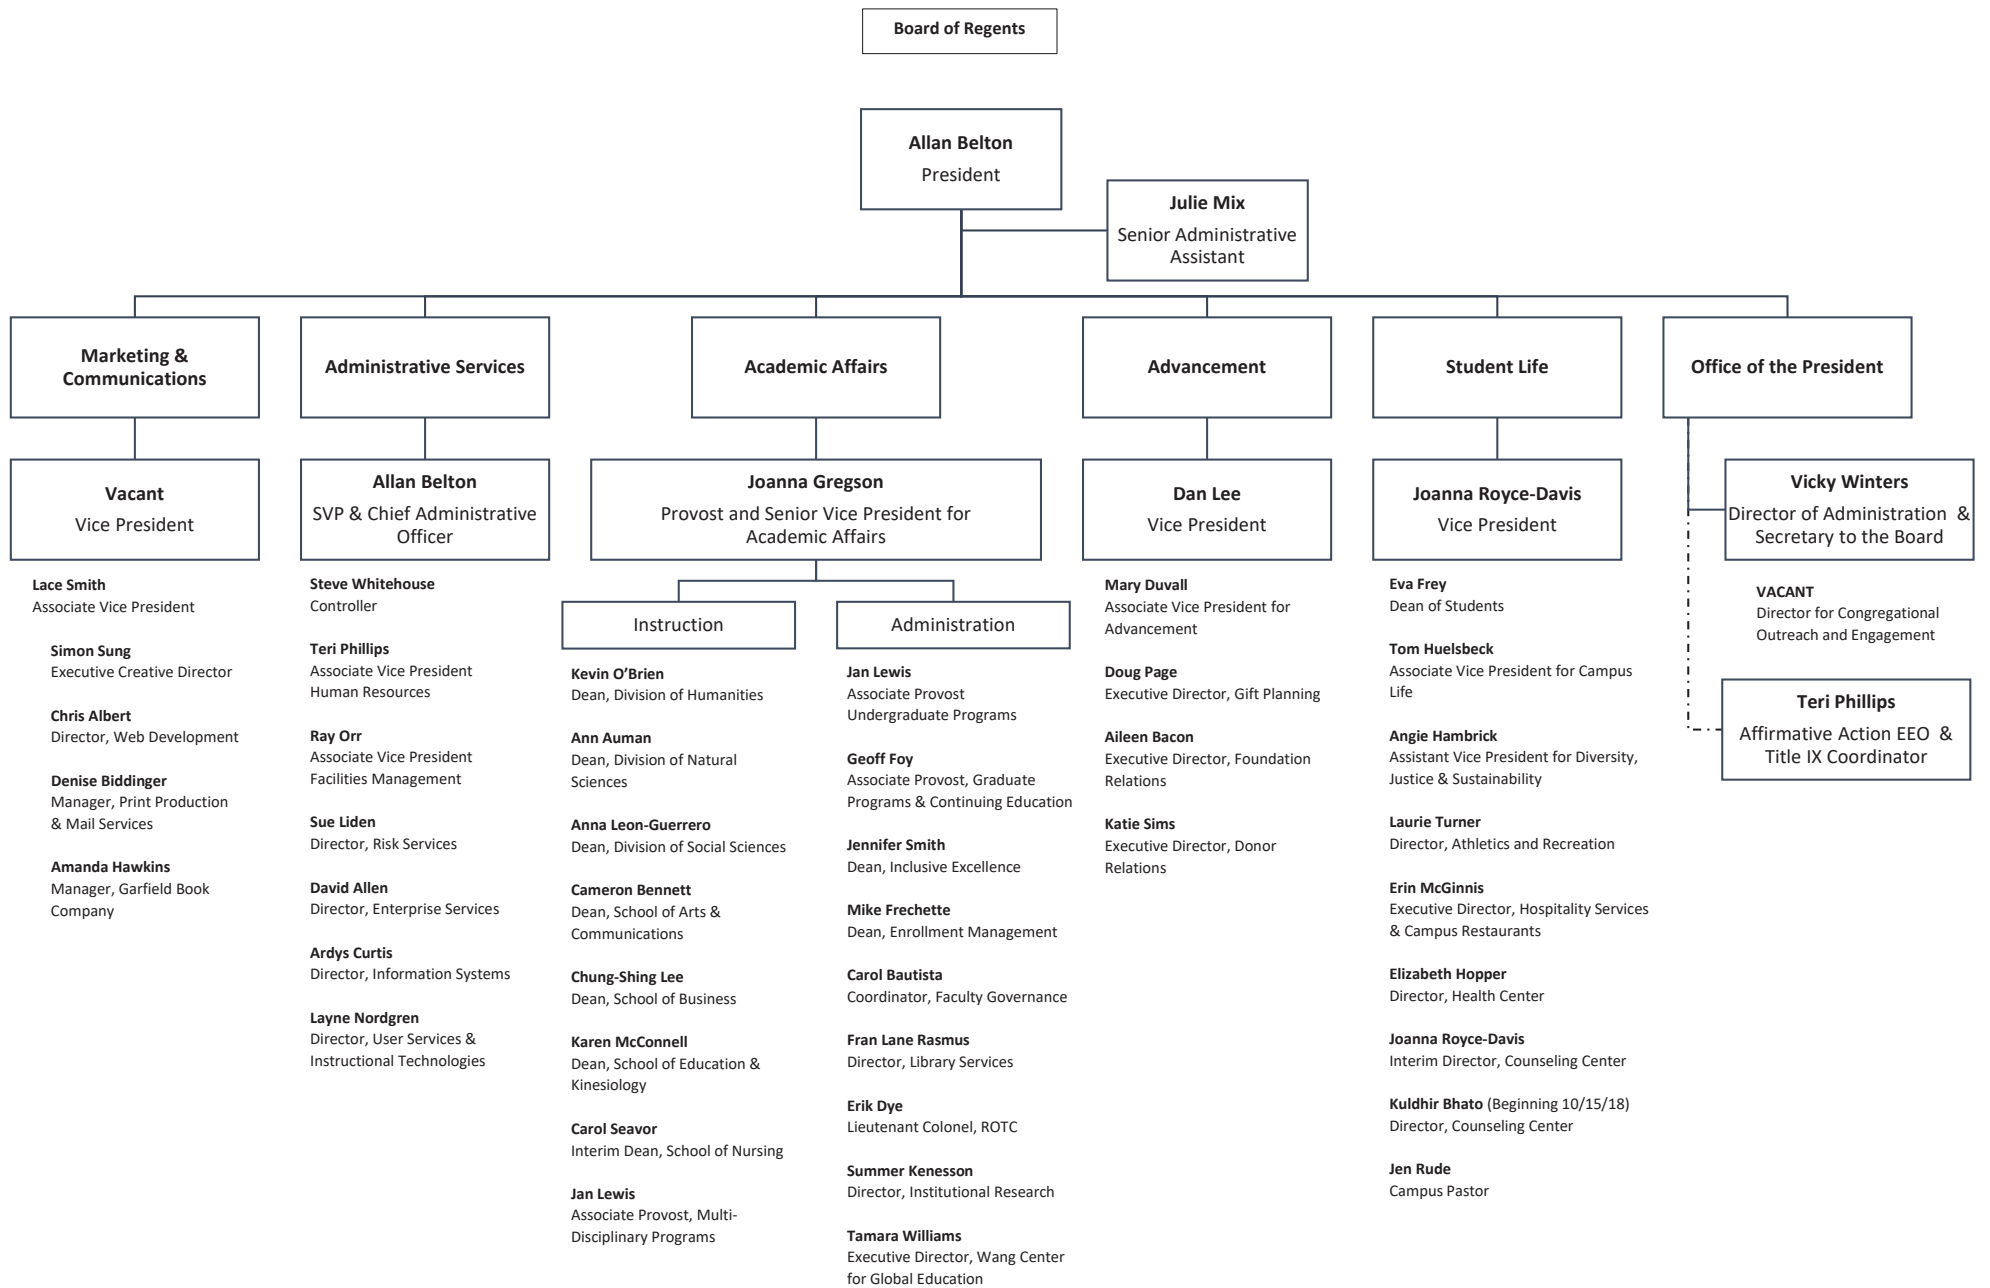 Board of Regents
Allan Belton
President
Julie Mix
Senior Administrative
Assistant
Marketing &
Communications
Administrative Services
Academic Affairs
Advancement
Student Life
Office of the President
Vacant
Vice President
Allan Belton
SVP & Chief Administrative
Officer
Joanna Gregson
Provost and Senior Vice President for
Academic Affairs
Dan Lee
Vice President
Joanna Royce-Davis
Vice President
Vicky Winters
Director of Administration &
Secretary to the Board
Lace Smith
Associate Vice President
Simon Sung
Executive Creative Director
Chris Albert
Director, Web Development
Denise Biddinger
Manager, Print Production
& Mail Services
Amanda Hawkins
Manager, Garfield Book
Company
Steve Whitehouse
Controller
Teri Phillips
Associate Vice President
Human Resources
Ray Orr
Associate Vice President
Facilities Management
Sue Liden
Director, Risk Services
David Allen
Director, Enterprise Services
Ardys Curtis
Director, Information Systems
Layne Nordgren
Director, User Services &
Instructional Technologies
Instruction
Kevin O’Brien
Dean, Division of Humanities
Ann Auman
Dean, Division of Natural
Sciences
Anna Leon-Guerrero
Dean, Division of Social Sciences
Cameron Bennett
Dean, School of Arts &
Communications
Chung-Shing Lee
Dean, School of Business
Karen McConnell
Dean, School of Education &
Kinesiology
Carol Seavor
Interim Dean, School of Nursing
Jan Lewis
Associate Provost, Multi-
Disciplinary Programs
Administration
Jan Lewis
Associate Provost
Undergraduate Programs
Geoff Foy
Associate Provost, Graduate
Programs & Continuing Education
Jennifer Smith
Dean, Inclusive Excellence
Mike Frechette
Dean, Enrollment Management
Carol Bautista
Coordinator, Faculty Governance
Fran Lane Rasmus
Director, Library Services
Erik Dye
Lieutenant Colonel, ROTC
Summer Kenesson
Director, Institutional Research
Tamara Williams
Executive Director, Wang Center
for Global Education
Mary Duvall
Associate Vice President for
Advancement
Doug Page
Executive Director, Gift Planning
Aileen Bacon
Executive Director, Foundation
Relations
Katie Sims
Executive Director, Donor
Relations
Eva Frey
Dean of Students
Tom Huelsbeck
Associate Vice President for Campus
Life
Angie Hambrick
Assistant Vice President for Diversity,
Justice & Sustainability
Laurie Turner
Director, Athletics and Recreation
Erin McGinnis
Executive Director, Hospitality Services
& Campus Restaurants
Elizabeth Hopper
Director, Health Center
Joanna Royce-Davis
Interim Director, Counseling Center
Kuldhir Bhato (Beginning 10/15/18)
Director, Counseling Center
Jen Rude
Campus Pastor
VACANT
Director for Congregational
Outreach and Engagement
Teri Phillips
Affirmative Action EEO &
Title IX Coordinator